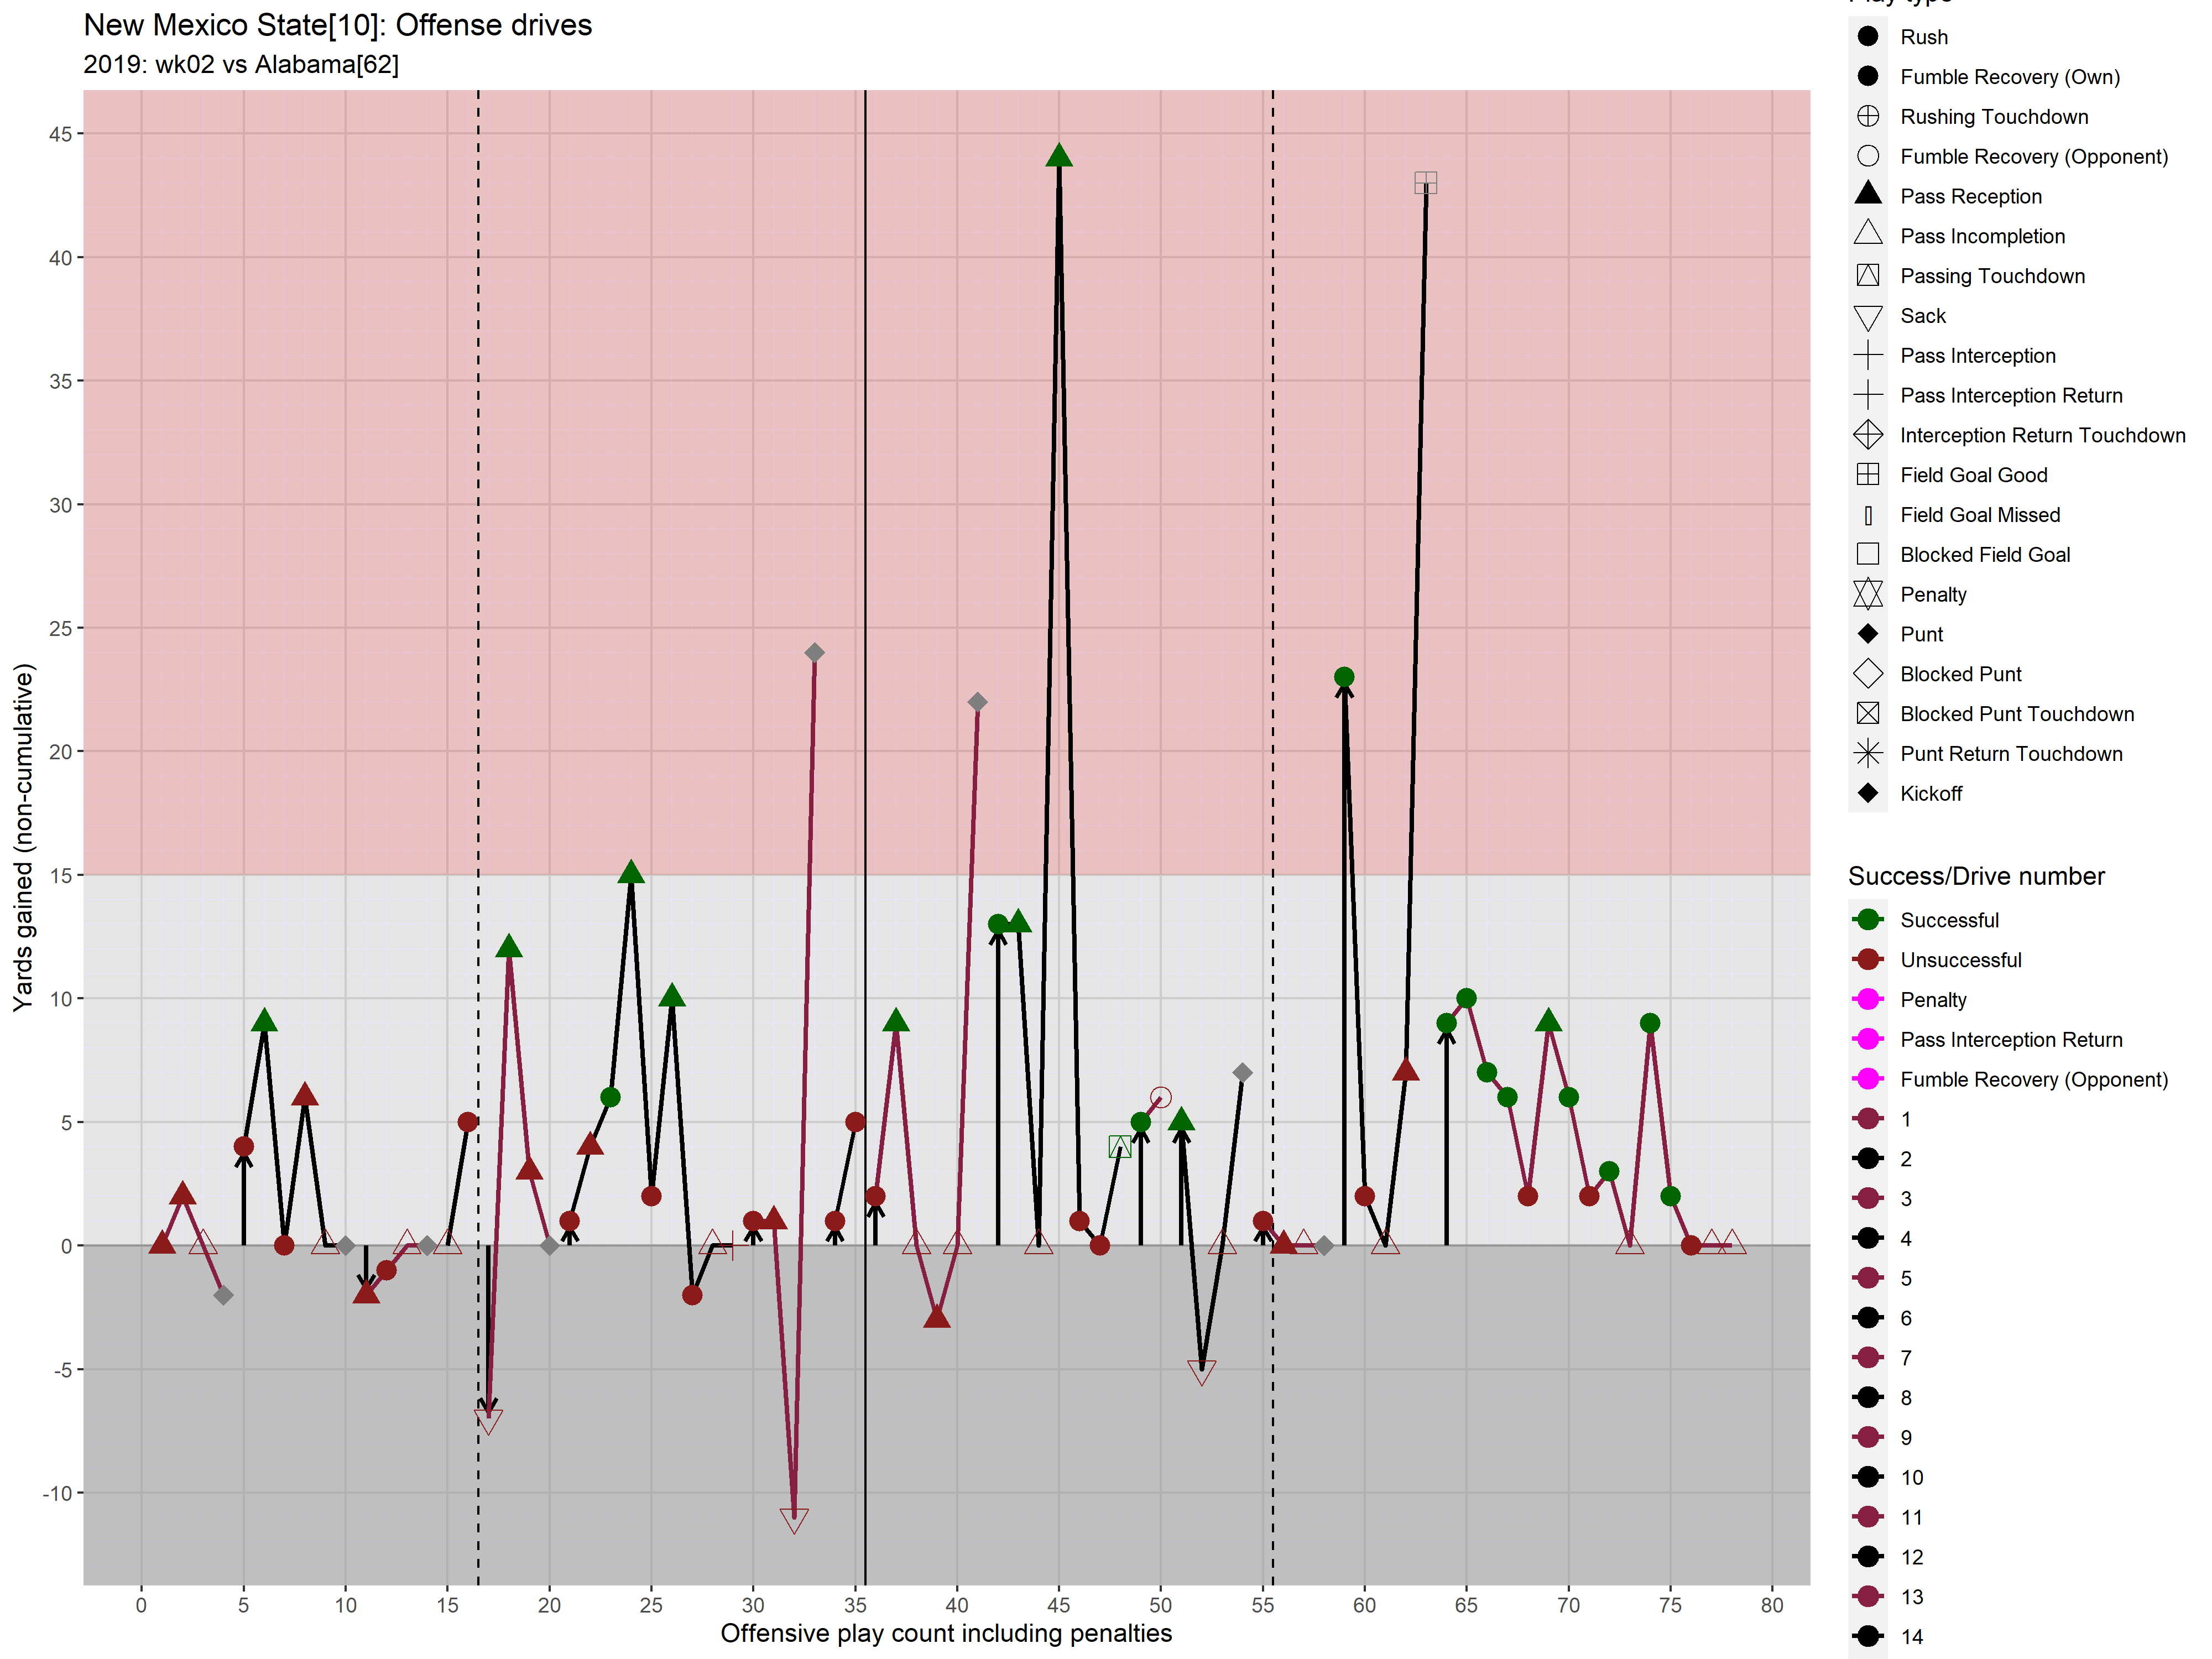 New Mexico State[10]: Offense drives
2019: wk02 vs Alabama[62]
Yards gained (non-cumulative)
45
40
35
30
25
20
15
10
5
0
-5
-10
0 5 10 15 20 25 30 35 40 45 50 55 60 65 70 75 80
Offensive play count including penalties
Play type
Rush
Fumble Recovery (Own)
Rushing Touchdown
Fumble Recovery (Opponent)
Pass Reception
Pass Incompletion
Passing Touchdown
Sack
Pass Interception
Pass Interception Return
Interception Return Touchdown
Field Goal Good
Field Goal Missed
Blocked Field Goal
Penalty
Punt
Blocked Punt
Blocked Punt Touchdown
Punt Return Touchdown
Kickoff
Success/Drive number
Successful
Unsuccessful
Penalty
Pass Interception Return
Fumble Recovery (Opponent)
1
2
3
4
5
6
7
8
9
10
11
12
13
14